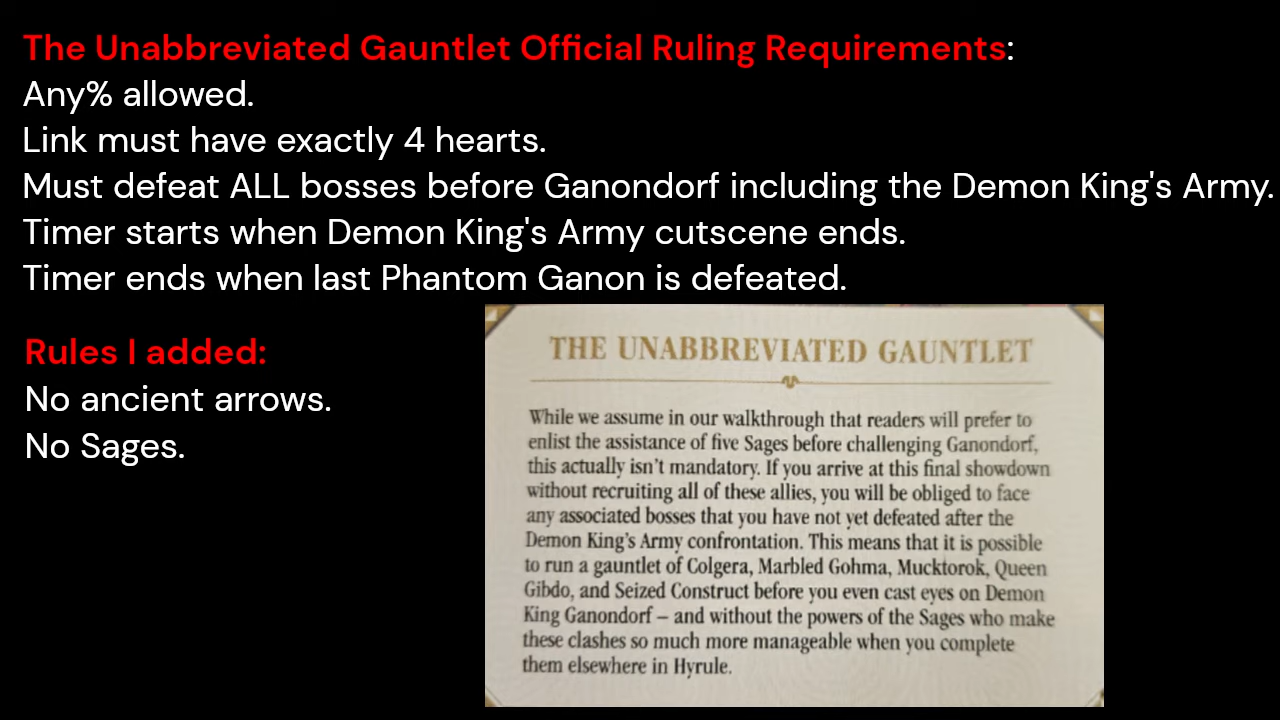 The Unabbreviated Gauntlet Official Ruling Requirements:
Any% allowed.
Link must have exactly 4 hearts.
Must defeat ALL bosses before Ganondorf including the Demon King's Army.
Timer starts when Demon King's Army cutscene ends.
Timer ends when last Phantom Ganon is defeated.
Rules I added:
No ancient arrows.
No Sages.
THE UNABBREVIATED GAUNTLET
While we assume in our walkthrough that readers will prefer to
enlist the assistance of five Sages before challenging Ganondorf,
this actually isn't mandatory. If you arrive at this final showdown
without recruiting all of these allies, you will be obliged to face
any associated bosses that you have not yet defeated after the
Demon King's Army confrontation. This means that it is possible
to run a gauntlet of Colgera, Marbled Gohma, Mucktorok, Queen
Gibdo, and Seized Construct before you even cast eyes on Demon
King Ganondorf – and without the powers of the Sages who make
these clashes so much more manageable when you complete
them elsewhere in Hyrule.